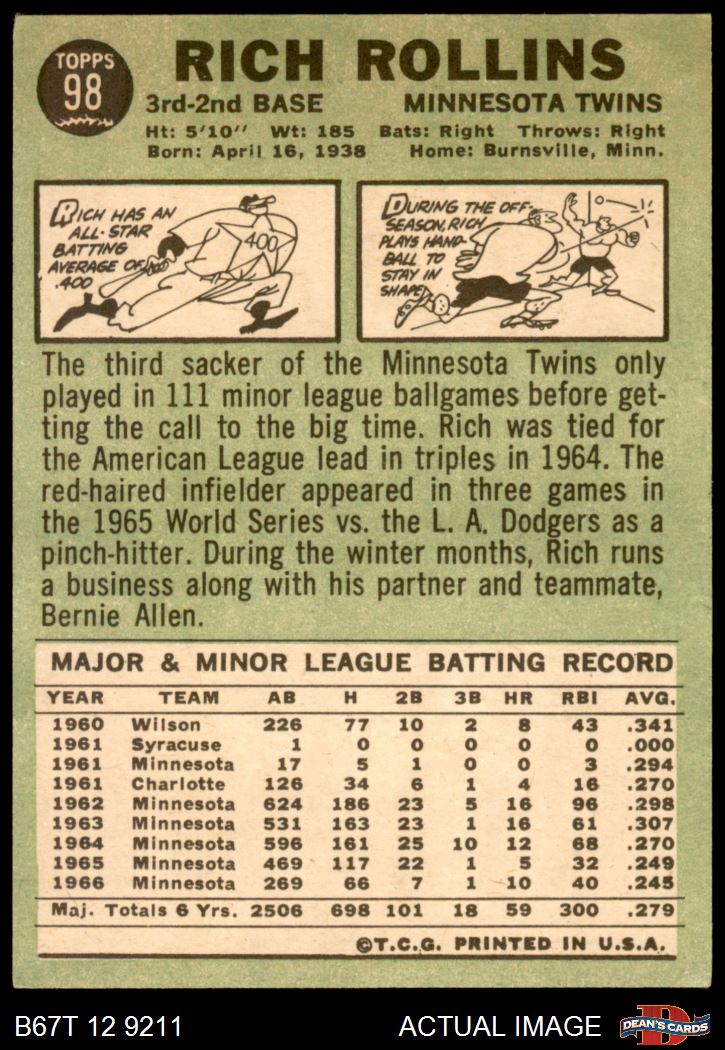 TOPPS
98
RICH ROLLINS
3rd-2nd BASE MINNESOTA TWINS
Ht: 5'10" Wt: 185 Bats: Right Throws: Right
Born: April 16, 1938 Home: Burnsville, Minn.
RICH HAS AN
ALL-STAR
BATTING
AVERAGE OF
.400
400
DURING THE OFF-
SEASON, RICH
PLAYS HAND-
BALL TO
STAY IN
SHAPE
The third sacker of the Minnesota Twins only
played in 111 minor league ballgames before get-
ting the call to the big time. Rich was tied for
the American League lead in triples in 1964. The
red-haired infielder appeared in three games in
the 1965 World Series vs. the L. A. Dodgers as a
pinch-hitter. During the winter months, Rich runs
a business along with his partner and teammate,
Bernie Allen.
MAJOR & MINOR LEAGUE BATTING RECORD
YEAR TEAM AB H 2B 3B HR RBI AVG.
1960 Wilson 226 77 10 2 8 43 .341
1961 Syracuse 1 0 0 0 0 0 .000
1961 Minnesota 17 5 1 0 0 3 .294
1961 Charlotte 126 34 6 1 4 16 .270
1962 Minnesota 624 186 23 5 16 96 .298
1963 Minnesota 531 163 23 1 16 61 .307
1964 Minnesota 596 161 25 10 12 68 .270
1965 Minnesota 469 117 22 1 5 32 .249
1966 Minnesota 269 66 7 1 10 40 .245
Maj. Totals 6 Yrs. 2506 698 101 18 59 300 .279
©T.C.G. PRINTED IN U.S.A.
B67T 12 9211 ACTUAL IMAGE
D
DEAN'S CARDS